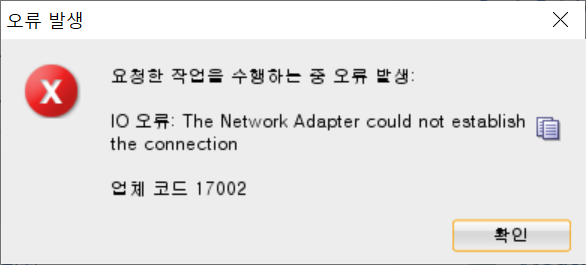 오류 발생
요청한 작업을 수행하는 중 오류 발생:
IO 오류: The Network Adapter could not establish
the connection
업체 코드 17002
확인